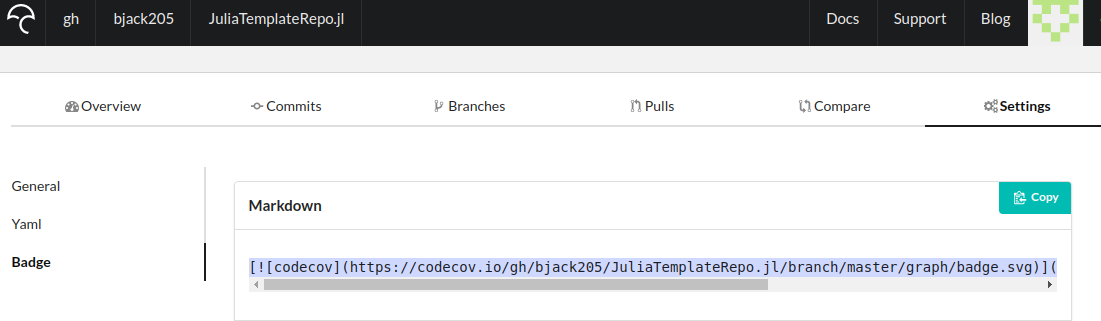 gh bjack205 JuliaTemplateRepo.jl Docs Support Blog
Overview Commits Branches Pulls Compare Settings
General
Yaml
Badge
Copy
Markdown
[![codecov](https://codecov.io/gh/bjack205/JuliaTemplateRepo.jl/branch/master/graph/badge.svg)](